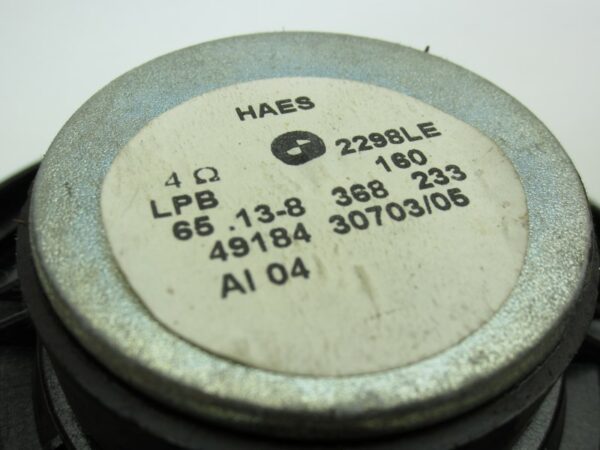 HAES
4 Ω 2298LE
LPB 160
65 .13-8 368 233
49184 30703/05
AI 04